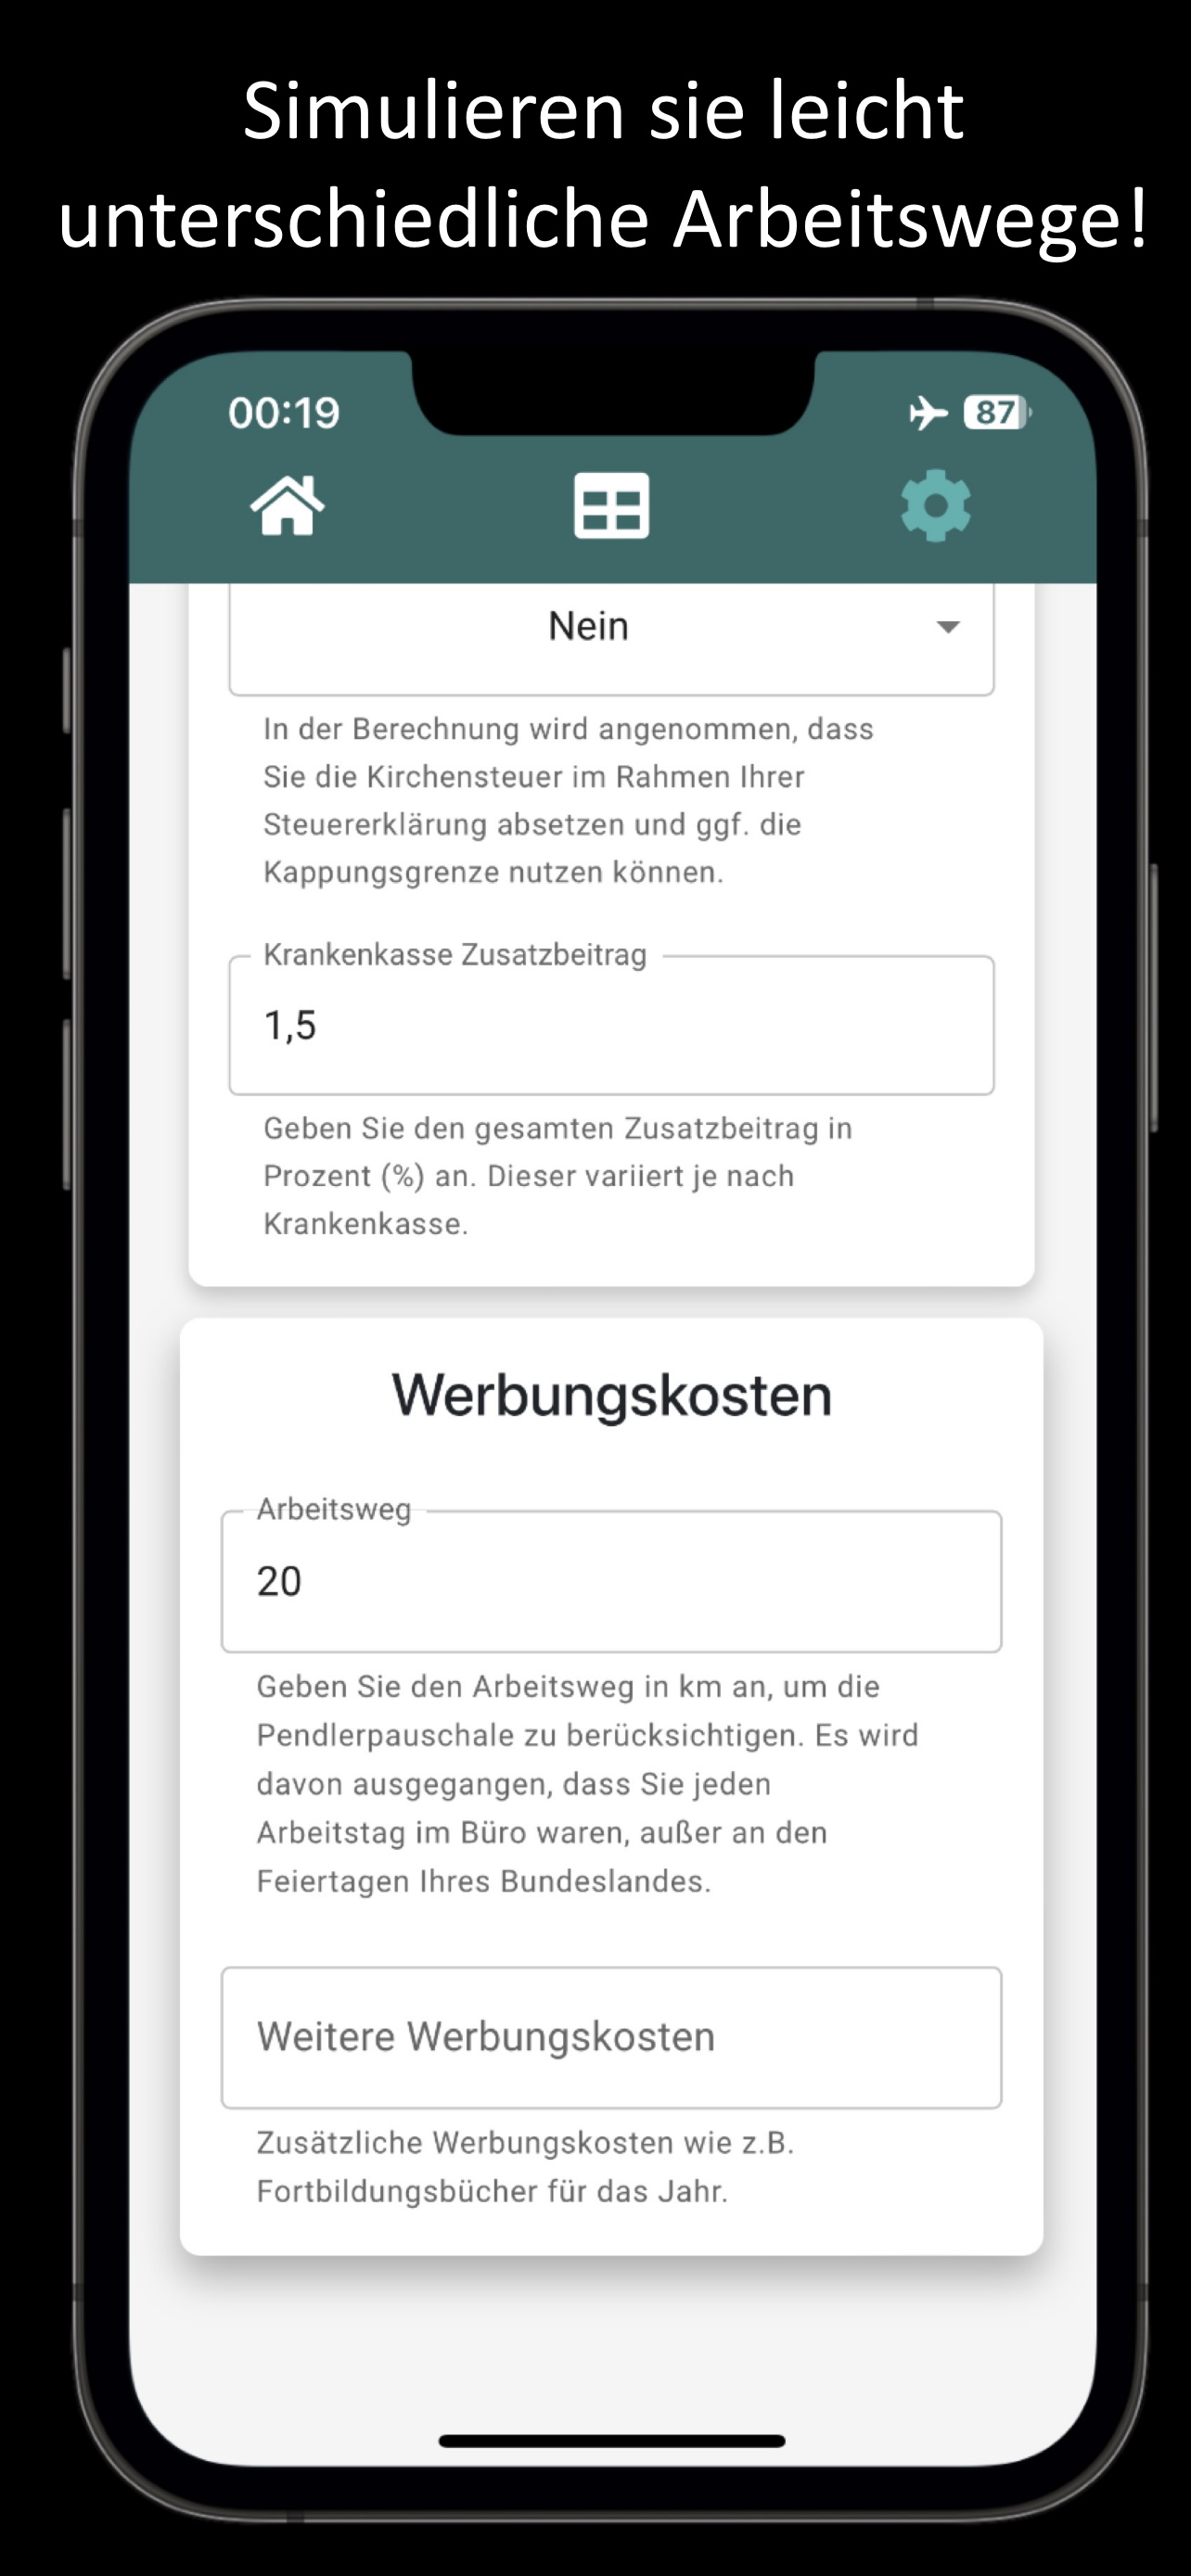 Simulieren sie leicht
unterschiedliche Arbeitswege!
00:19
87
Nein
In der Berechnung wird angenommen, dass
Sie die Kirchensteuer im Rahmen Ihrer
Steuererklärung absetzen und ggf. die
Kappungsgrenze nutzen können.
Krankenkasse Zusatzbeitrag
1,5
Geben Sie den gesamten Zusatzbeitrag in
Prozent (%) an. Dieser variiert je nach
Krankenkasse.
Werbungskosten
Arbeitsweg
20
Geben Sie den Arbeitsweg in km an, um die
Pendlerpauschale zu berücksichtigen. Es wird
davon ausgegangen, dass Sie jeden
Arbeitstag im Büro waren, außer an den
Feiertagen Ihres Bundeslandes.
Weitere Werbungskosten
Zusätzliche Werbungskosten wie z.B.
Fortbildungsbücher für das Jahr.